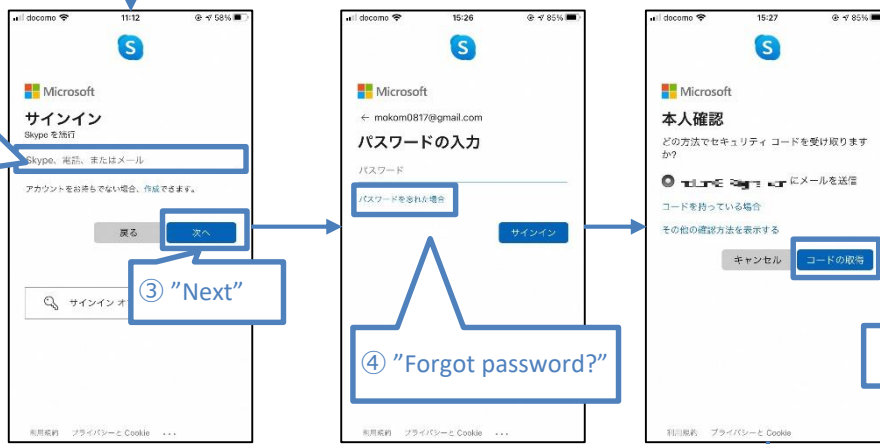 docomo 11:12 58%
S
Microsoft
サインイン
Skype を続行
Skype、電話、またはメール
アカウントをお持ちでない場合、作成できます。
戻る 次へ
③ ”Next”
サインイン オ
利用規約 プライバシーと Cookie ...
docomo 15:26 85%
S
Microsoft
← mokom0817@gmail.com
パスワードの入力
パスワード
パスワードを忘れた場合
サインイン
④ ”Forgot password?”
利用規約 プライバシーと Cookie ...
docomo 15:27 85%
S
Microsoft
本人確認
どの方法でセキュリティ コードを受け取ります
か?
にメールを送信
コードを持っている場合
その他の確認方法を表示する
キャンセル コードの取得
利用規約 プライバシーと Cookie